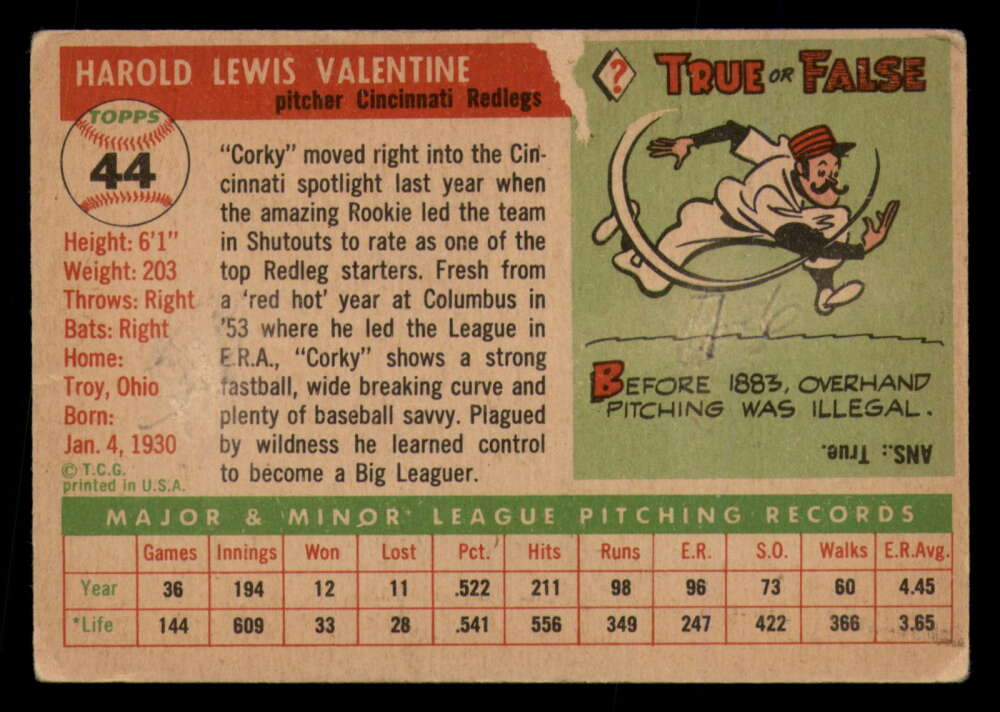 HAROLD LEWIS VALENTINE
pitcher Cincinnati Redlegs
TOPPS
44
Height: 6'1"
Weight: 203
Throws: Right
Bats: Right
Home:
Troy, Ohio
Born:
Jan. 4, 1930
© T.C.G.
printed in U.S.A.
"Corky" moved right into the Cin-
cinnati spotlight last year when
the amazing Rookie led the team
in Shutouts to rate as one of the
top Redleg starters. Fresh from
a 'red hot' year at Columbus in
'53 where he led the League in
E.R.A., "Corky" shows a strong
fastball, wide breaking curve and
plenty of baseball savvy. Plagued
by wildness he learned control
to become a Big Leaguer.
? TRUE OR FALSE
BEFORE 1883, OVERHAND
PITCHING WAS ILLEGAL.
ANS.: True.
MAJOR & MINOR LEAGUE PITCHING RECORDS
Games Innings Won Lost Pct. Hits Runs E.R. S.O. Walks E.R.Avg.
Year 36 194 12 11 .522 211 98 96 73 60 4.45
*Life 144 609 33 28 .541 556 349 247 422 366 3.65